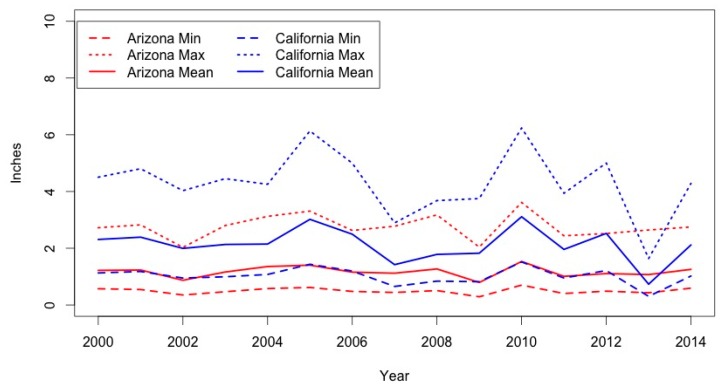 10
Arizona Min California Min
Arizona Max California Max
Arizona Mean California Mean
8
6
Inches
4
2
0
2000 2002 2004 2006 2008 2010 2012 2014
Year